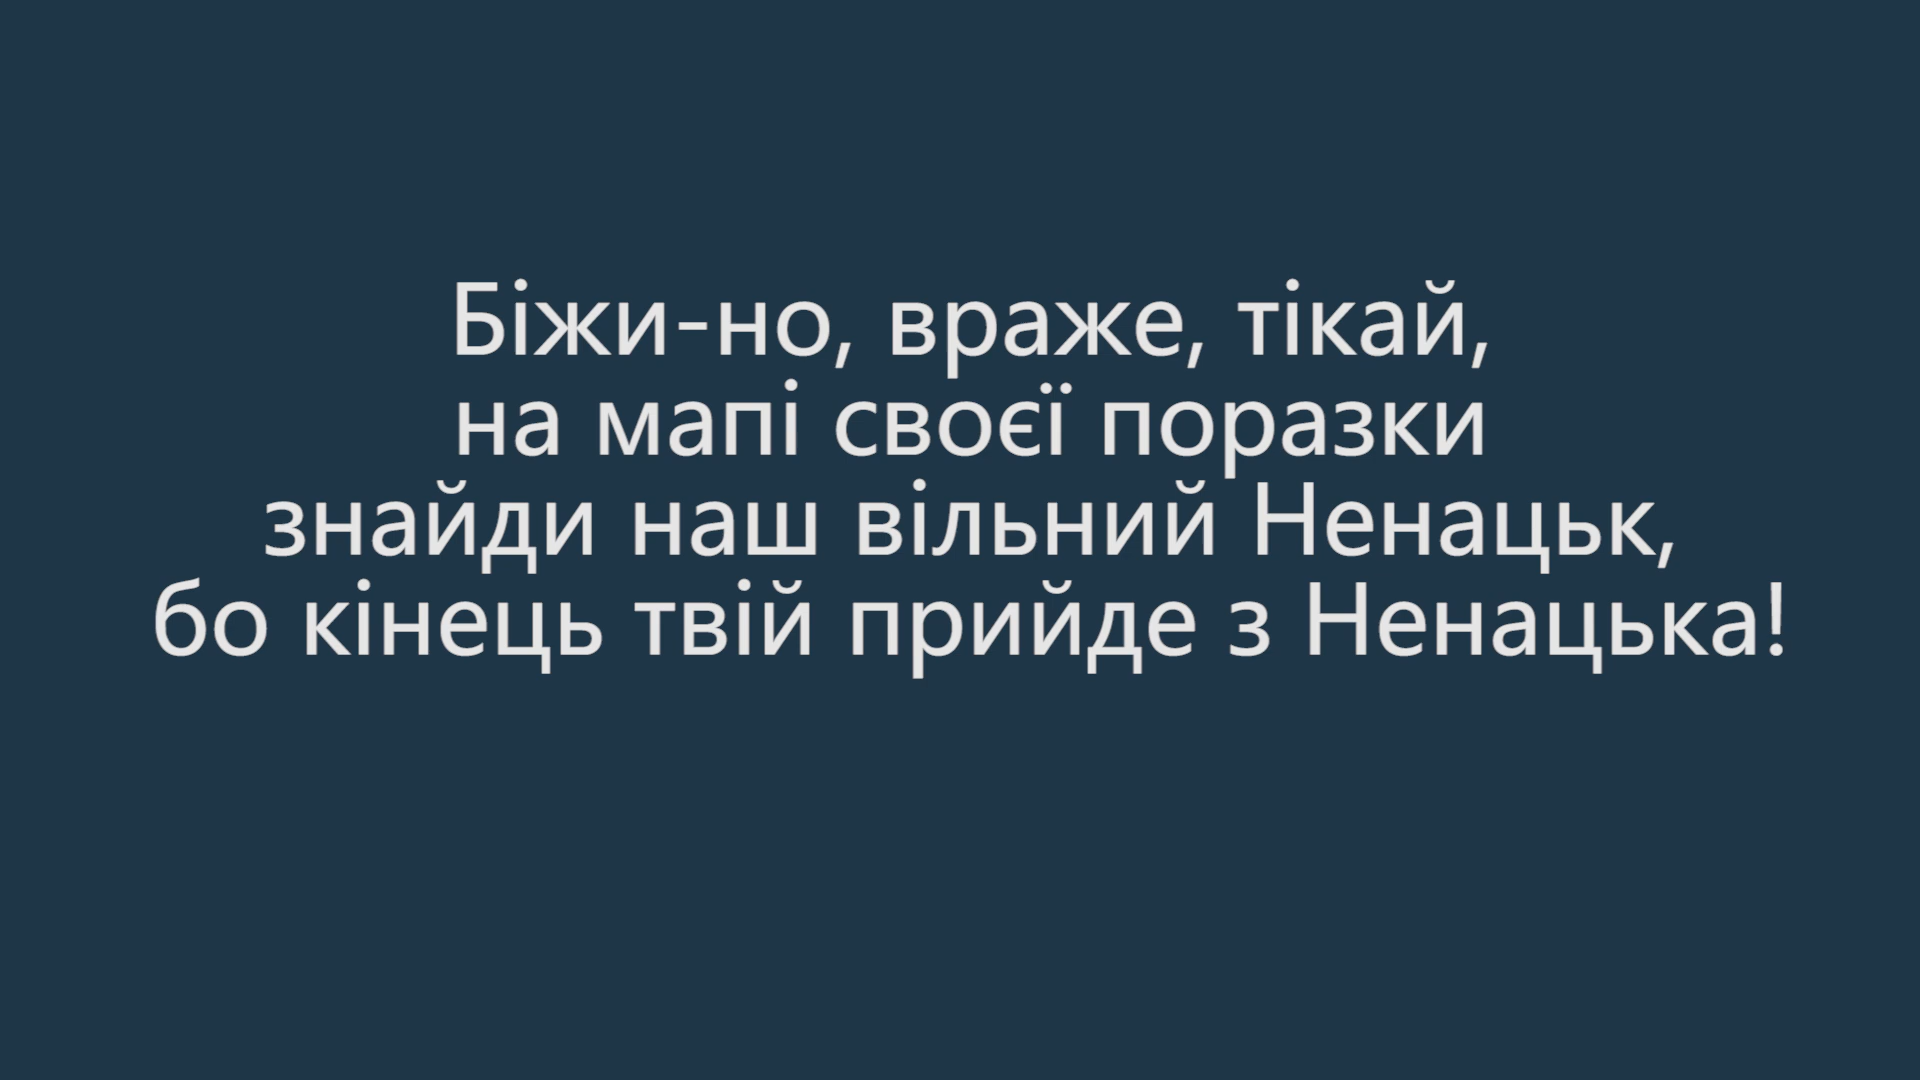 Біжи-но, враже, тікай,
на мапі своєї поразки
знайди наш вільний Ненацьк,
бо кінець твій прийде з Ненацька!